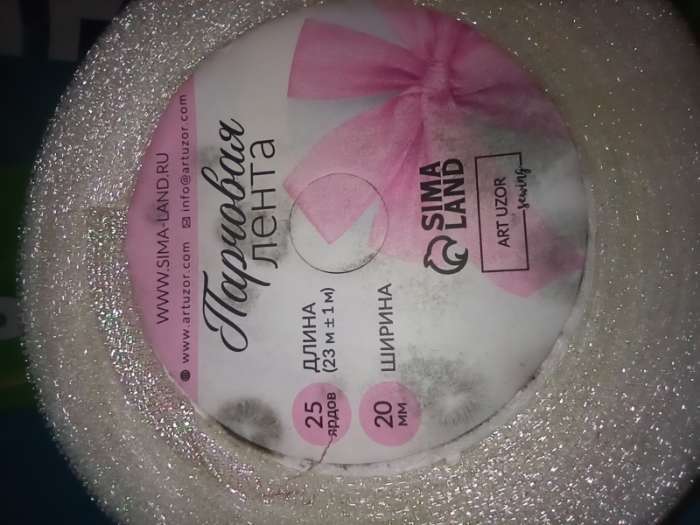 WWW.SIMA-LAND.RU
www.artuzor.com info@artuzor.com
Парчовая
лента
25
ярдов
ДЛИНА
(23 м ± 1 м)
20
мм
ШИРИНА
SIMA
LAND
ART UZOR
sewing